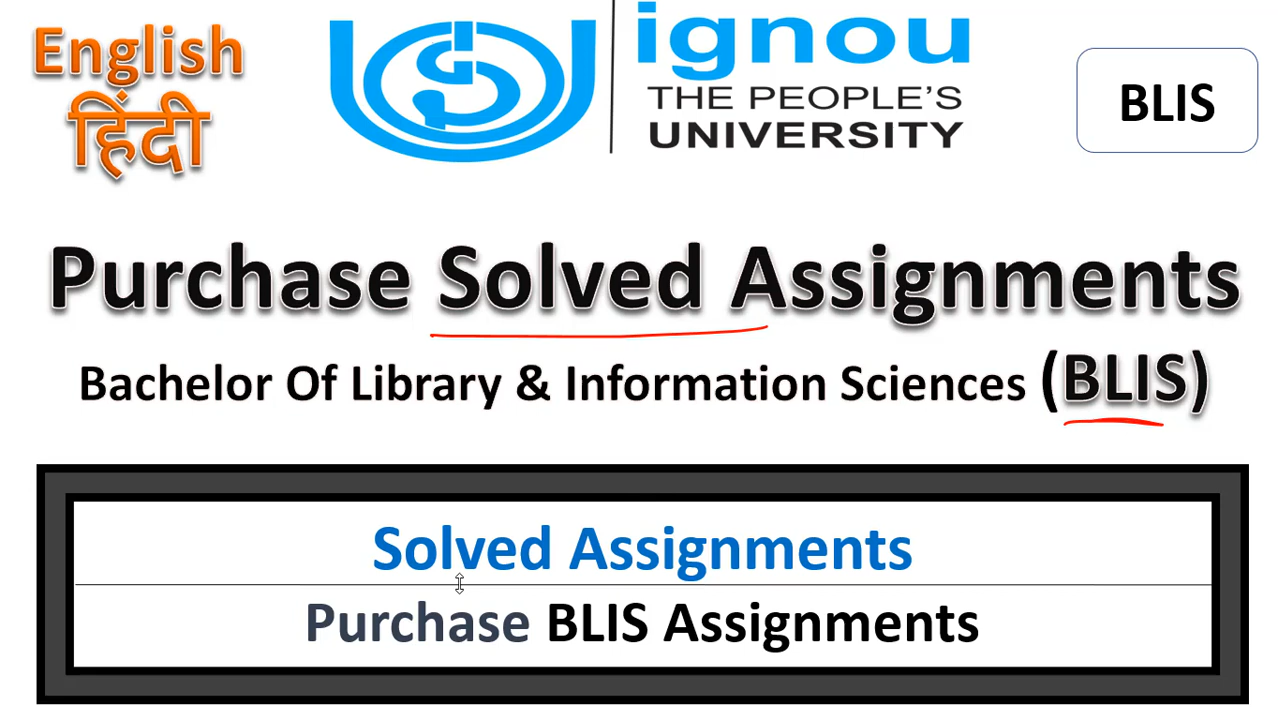 English
हिंदी
ignou
THE PEOPLE'S
UNIVERSITY
BLIS
Purchase Solved Assignments
Bachelor Of Library & Information Sciences (BLIS)
Solved Assignments
Purchase BLIS Assignments